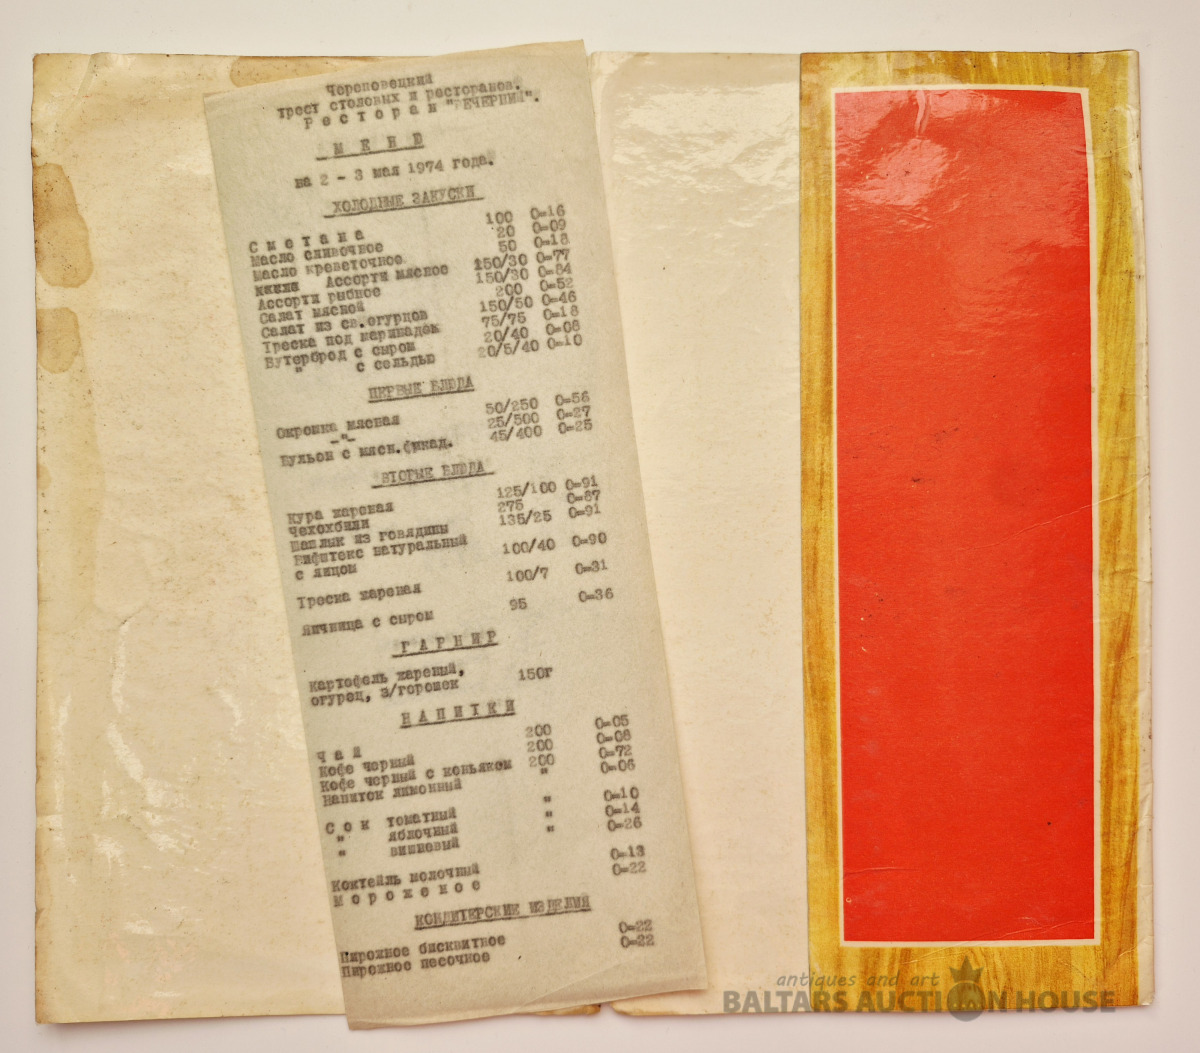 Череповецкий
трест столовых и ресторанов.
Ресторан "ВЕЧЕРНИЙ".
МЕНЮ
на 2 - 3 мая 1974 года.
ХОЛОДНЫЕ ЗАКУСКИ
Сметана 100 0=16
Масло сливочное 20 0=09
Масло креветочное 50 0=18
Ассорти мясное 150/30 0=77
Ассорти рыбное 150/30 0=84
Салат мясной 200 0=52
Салат из св.огурцов 150/50 0=46
Треска под маринадок 75/75 0=18
Бутерброд с сыром 20/40 0=08
" с сельдью 20/5/40 0=10
ПЕРВЫЕ БЛЮДА
Окрошка мясная 50/250 0=56
-"- 25/500 0=27
Бульон с мясн.фикад. 45/400 0=25
ВТОРЫЕ БЛЮДА
Кура жареная 125/100 0=91
Чехохбили 275 0=87
Шашлык из говядины 135/25 0=91
Бифштекс натуральный
с яйцом 100/40 0=90
Треска жареная 100/7 0=31
Яичница с сыром 95 0=36
ГАРНИР
Картофель жареный,
огурец, з/горошек 150г
НАПИТКИ
Чай 200 0=05
Кофе черный 200 0=08
Кофе черный с коньяком 200 0=72
Напиток лимонный " 0=06
Сок томатный " 0=10
" яблочный " 0=14
" вишневый " 0=26
Коктейль молочный 0=13
Мороженое 0=22
КОНДИТЕРСКИЕ ИЗДЕЛИЯ
Пирожное бисквитное 0=22
Пирожное песочное 0=22
antiques and art
BALTARS AUCTION HOUSE